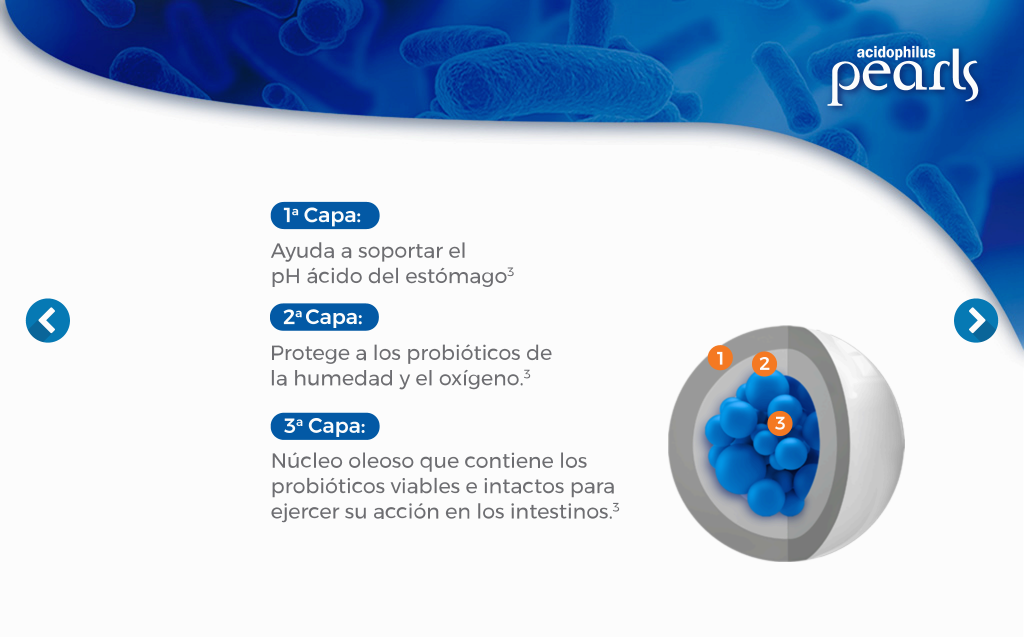 acidophilus
pearls
1ª Capa:
Ayuda a soportar el
pH ácido del estómago³
2ª Capa:
Protege a los probióticos de
la humedad y el oxígeno.³
3ª Capa:
Núcleo oleoso que contiene los
probióticos viables e intactos para
ejercer su acción en los intestinos.³
1
2
3